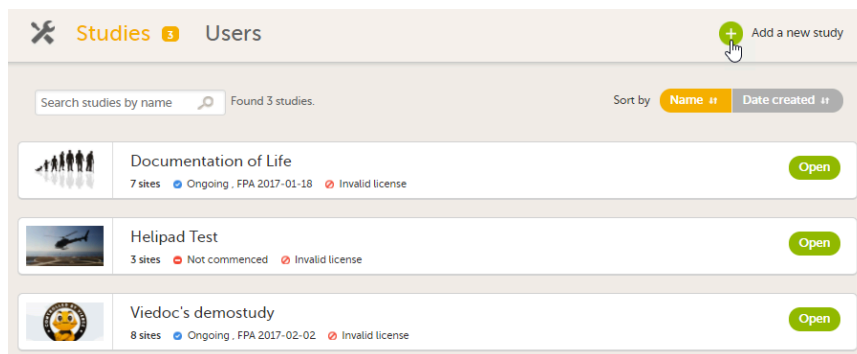 Studies 3 Users
Add a new study
Search studies by name
Found 3 studies.
Sort by Name Date created
Documentation of Life
Open
7 sites Ongoing , FPA 2017-01-18 Invalid license
Helipad Test
Open
3 sites Not commenced Invalid license
Viedoc's demostudy
Open
8 sites Ongoing , FPA 2017-02-02 Invalid license